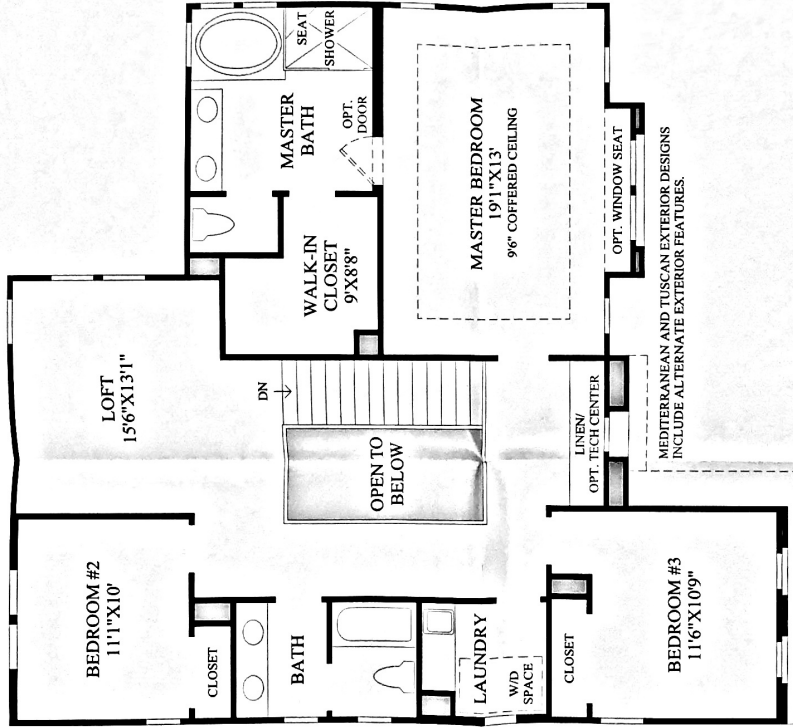 SEAT
SHOWER
MASTER
BATH
OPT.
DOOR
MASTER BEDROOM
19'1"X13'
9'6" COFFERED CEILING
OPT. WINDOW SEAT
MEDITERRANEAN AND TUSCAN EXTERIOR DESIGNS
INCLUDE ALTERNATE EXTERIOR FEATURES.
WALK-IN
CLOSET
9'X8'8"
LOFT
15'6"X13'1"
DN
OPEN TO
BELOW
LINEN/
OPT. TECH CENTER
BEDROOM #2
11'1"X10'
CLOSET
BATH
LAUNDRY
W/D
SPACE
CLOSET
BEDROOM #3
11'6"X10'9"